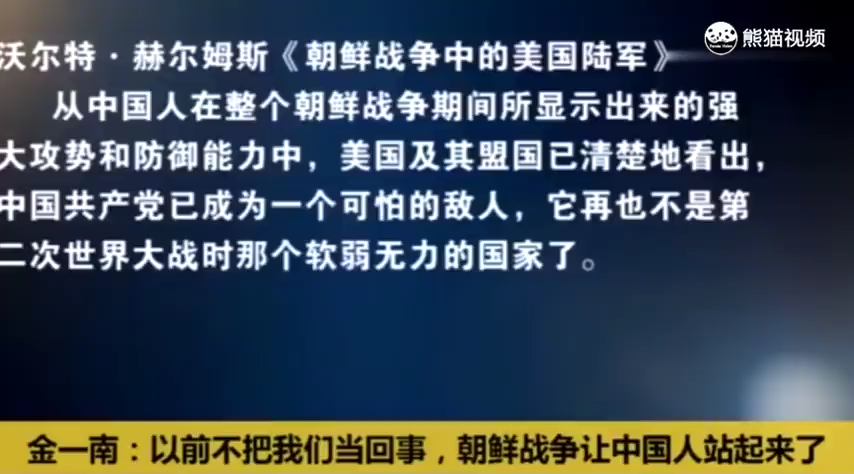 熊猫视频
沃尔特·赫尔姆斯《朝鲜战争中的美国陆军》
从中国人在整个朝鲜战争期间所显示出来的强
大攻势和防御能力中，美国及其盟国已清楚地看出，
中国共产党已成为一个可怕的敌人，它再也不是第
二次世界大战时那个软弱无力的国家了。
金一南：以前不把我们当回事，朝鲜战争让中国人站起来了